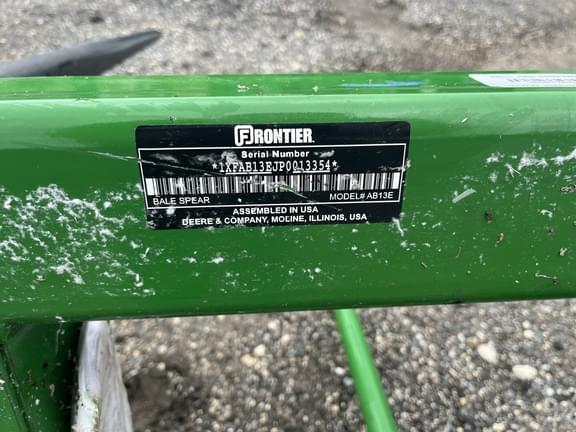 FRONTIER
Serial Number
*1XFAB13EJP0013354*
BALE SPEAR MODEL# AB13E
ASSEMBLED IN USA
DEERE & COMPANY, MOLINE, ILLINOIS, USA